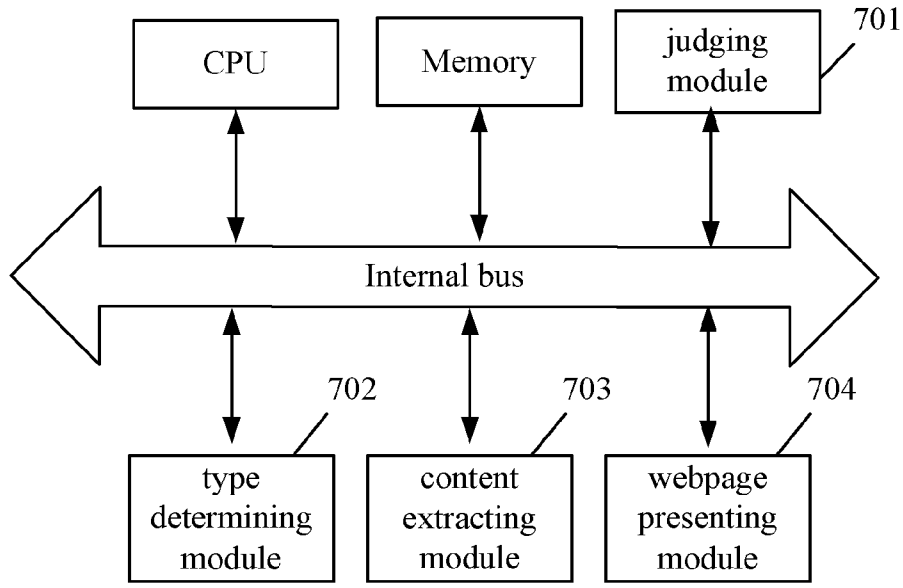 701
CPU
Memory
judging
module
Internal bus
702
703
704
type
determining
module
content
extracting
module
webpage
presenting
module